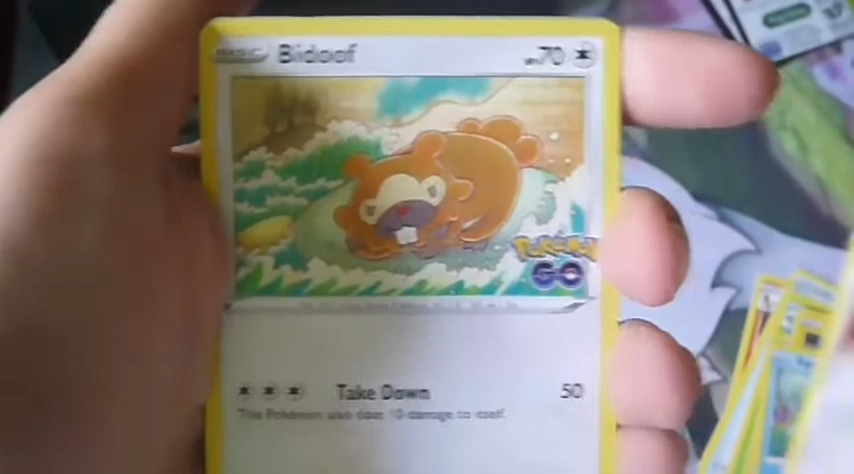 BASIC Bidoof HP70
Pokémon
GO
Take Down 50
This Pokémon also does 10 damage to itself.